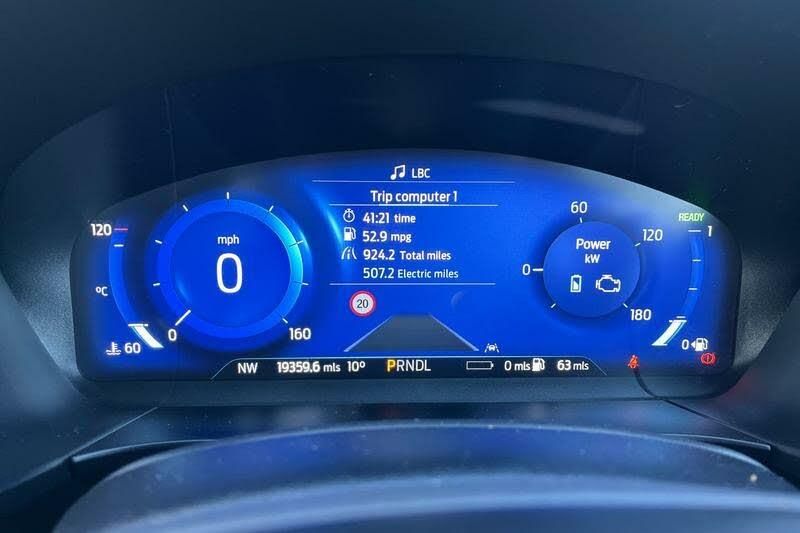 LBC
Trip computer 1
41:21 time
52.9 mpg
924.2 Total miles
507.2 Electric miles
20
120
°C
60
mph
0
0
160
60
Power
kW
0
120
180
READY
1
0
NW 19359.6 mls 10° PRNDL 0 mls 63 mls